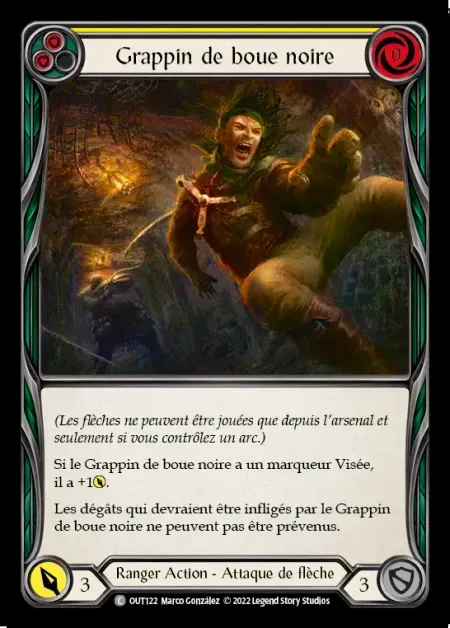 Grappin de boue noire
0
(Les flèches ne peuvent être jouées que depuis l'arsenal et
seulement si vous contrôlez un arc.)
Si le Grappin de boue noire a un marqueur Visée,
il a +1.
Les dégâts qui devraient être infligés par le Grappin
de boue noire ne peuvent pas être prévenus.
3
Ranger Action - Attaque de flèche
3
C OUT122 Marco González © 2022 Legend Story Studios